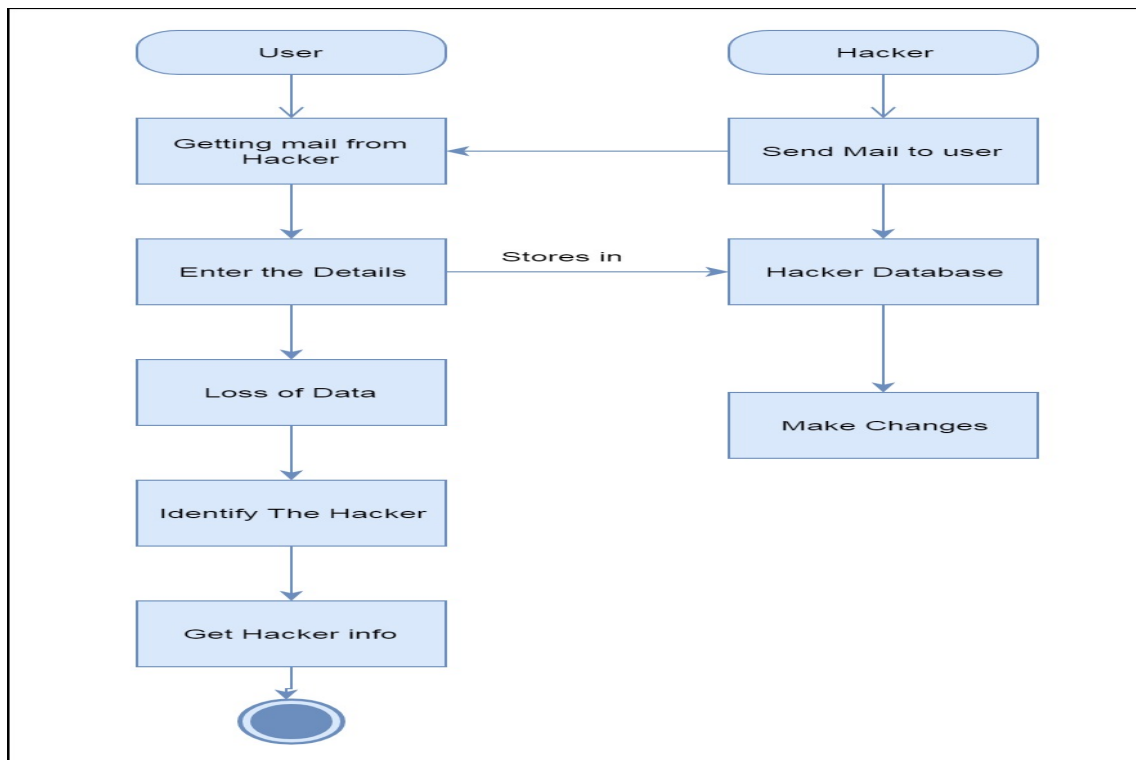 User
Hacker
Getting mail from
Hacker
Send Mail to user
Enter the Details
Stores in
Hacker Database
Loss of Data
Make Changes
Identify The Hacker
Get Hacker info